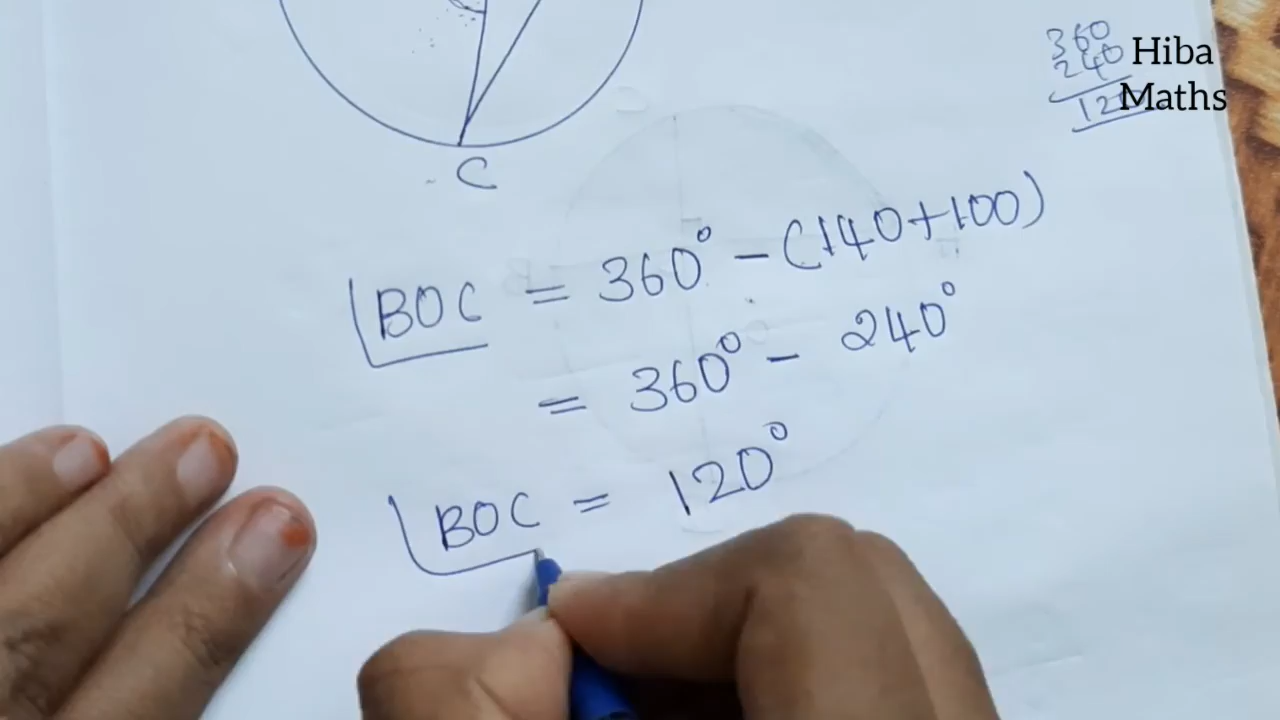 360
240
120
Hiba
Maths
C
BOC = 360° - (140+100)
= 360° - 240°
BOC = 120°